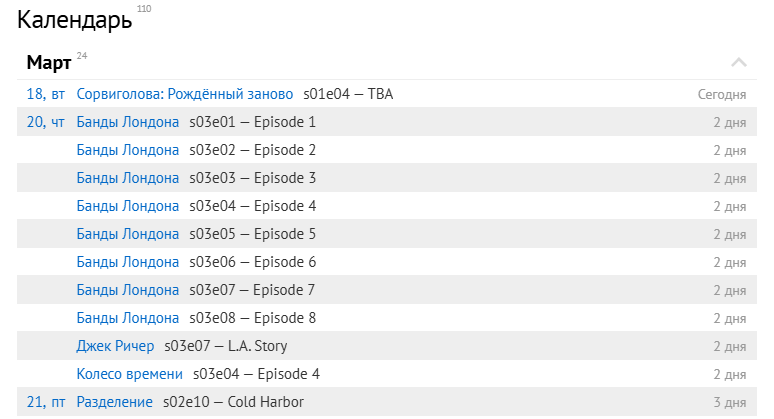 Календарь 110
Март 24
18, вт Сорвиголова: Рождённый заново s01e04 — TBA Сегодня
20, чт Банды Лондона s03e01 — Episode 1 2 дня
Банды Лондона s03e02 — Episode 2 2 дня
Банды Лондона s03e03 — Episode 3 2 дня
Банды Лондона s03e04 — Episode 4 2 дня
Банды Лондона s03e05 — Episode 5 2 дня
Банды Лондона s03e06 — Episode 6 2 дня
Банды Лондона s03e07 — Episode 7 2 дня
Банды Лондона s03e08 — Episode 8 2 дня
Джек Ричер s03e07 — L.A. Story 2 дня
Колесо времени s03e04 — Episode 4 2 дня
21, пт Разделение s02e10 — Cold Harbor 3 дня